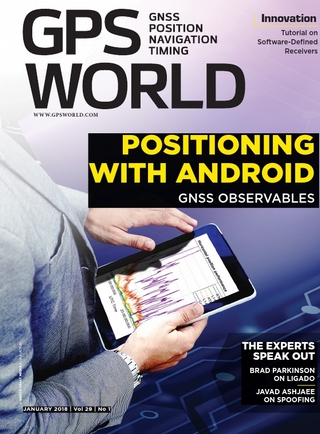 GPS
WORLD
GNSS
POSITION
NAVIGATION
TIMING
WWW.GPSWORLD.COM
Innovation
Tutorial on
Software-Defined
Receivers
POSITIONING
WITH ANDROID
GNSS OBSERVABLES
THE EXPERTS
SPEAK OUT
BRAD PARKINSON
ON LIGADO
JAVAD ASHJAEE
ON SPOOFING
JANUARY 2018 | Vol 29 | No 1